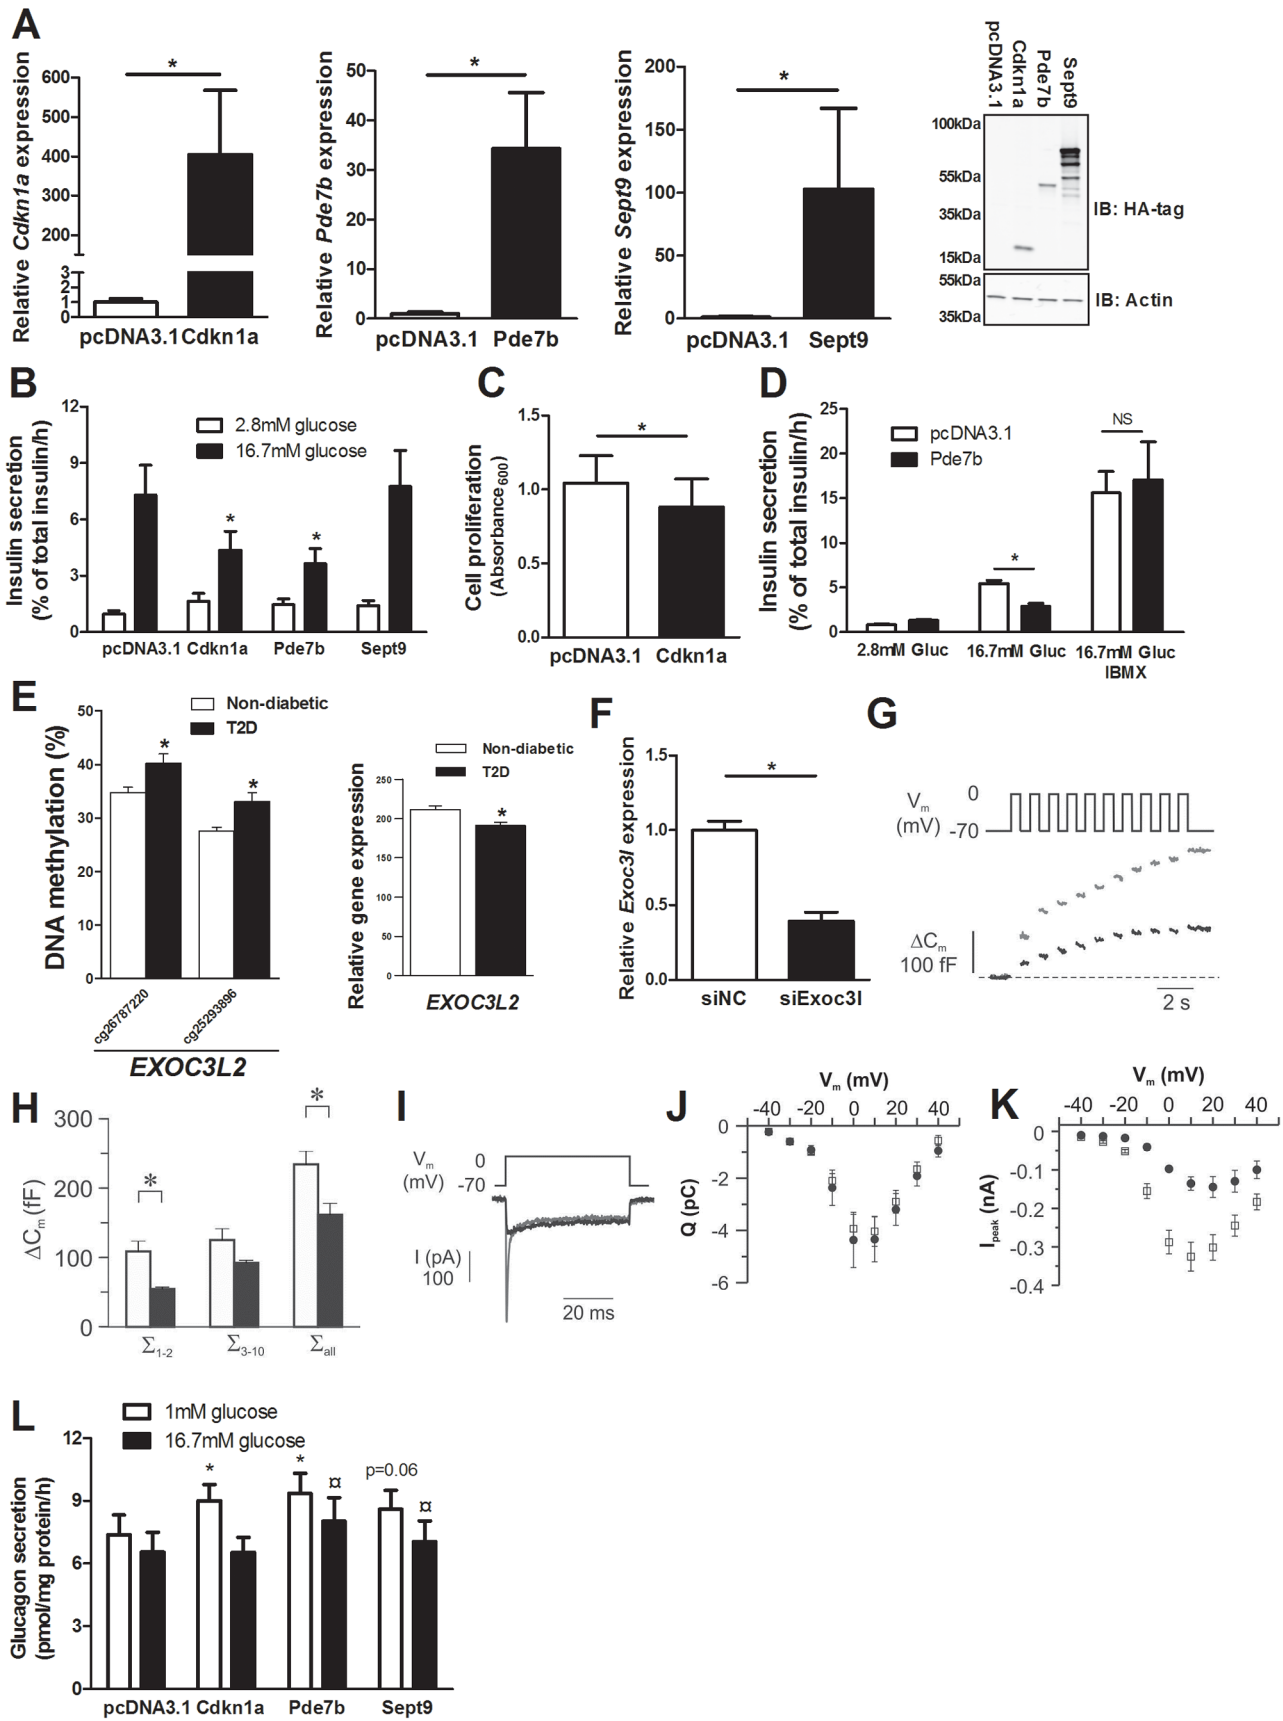 A
Relative Cdkn1a expression
600
500
400
300
200
3
2
1
0
*
pcDNA3.1 Cdkn1a
Relative Pde7b expression
50
40
30
20
10
0
*
pcDNA3.1 Pde7b
Relative Sept9 expression
200
150
100
50
0
*
pcDNA3.1 Sept9
pcDNA3.1
Cdkn1a
Pde7b
Sept9
100kDa
55kDa
35kDa
15kDa
55kDa
35kDa
IB: HA-tag
IB: Actin
B
Insulin secretion
(% of total insulin/h)
12
9
6
3
0
2.8mM glucose
16.7mM glucose
* *
pcDNA3.1 Cdkn1a Pde7b Sept9
C
Cell proliferation
(Absorbance600)
1.5
1.0
0.5
0.0
*
pcDNA3.1 Cdkn1a
D
Insulin secretion
(% of total insulin/h)
25
20
15
10
5
0
pcDNA3.1
Pde7b
*
NS
2.8mM Gluc 16.7mM Gluc 16.7mM Gluc
IBMX
E
DNA methylation (%)
50
40
30
20
10
0
Non-diabetic
T2D
* *
cg26787220
cg25293896
EXOC3L2
Relative gene expression
250
200
150
100
50
0
Non-diabetic
T2D
*
EXOC3L2
F
Relative Exoc3l expression
1.5
1.0
0.5
0.0
*
siNC siExoc3l
G
Vm
(mV)
0
-70
ΔCm
100 fF
2 s
H
ΔCm (fF)
300
200
100
0
* *
Σ1-2 Σ3-10 Σall
I
Vm
(mV)
0
-70
I (pA)
100
20 ms
J
Vm (mV)
-40 -20 0 20 40
Q (pC)
0
-2
-4
-6
K
Vm (mV)
-40 -20 0 20 40
Ipeak (nA)
0
-0.1
-0.2
-0.3
-0.4
L
Glucagon secretion
(pmol/mg protein/h)
12
9
6
3
0
1mM glucose
16.7mM glucose
* * ¤ p=0.06 ¤
pcDNA3.1 Cdkn1a Pde7b Sept9